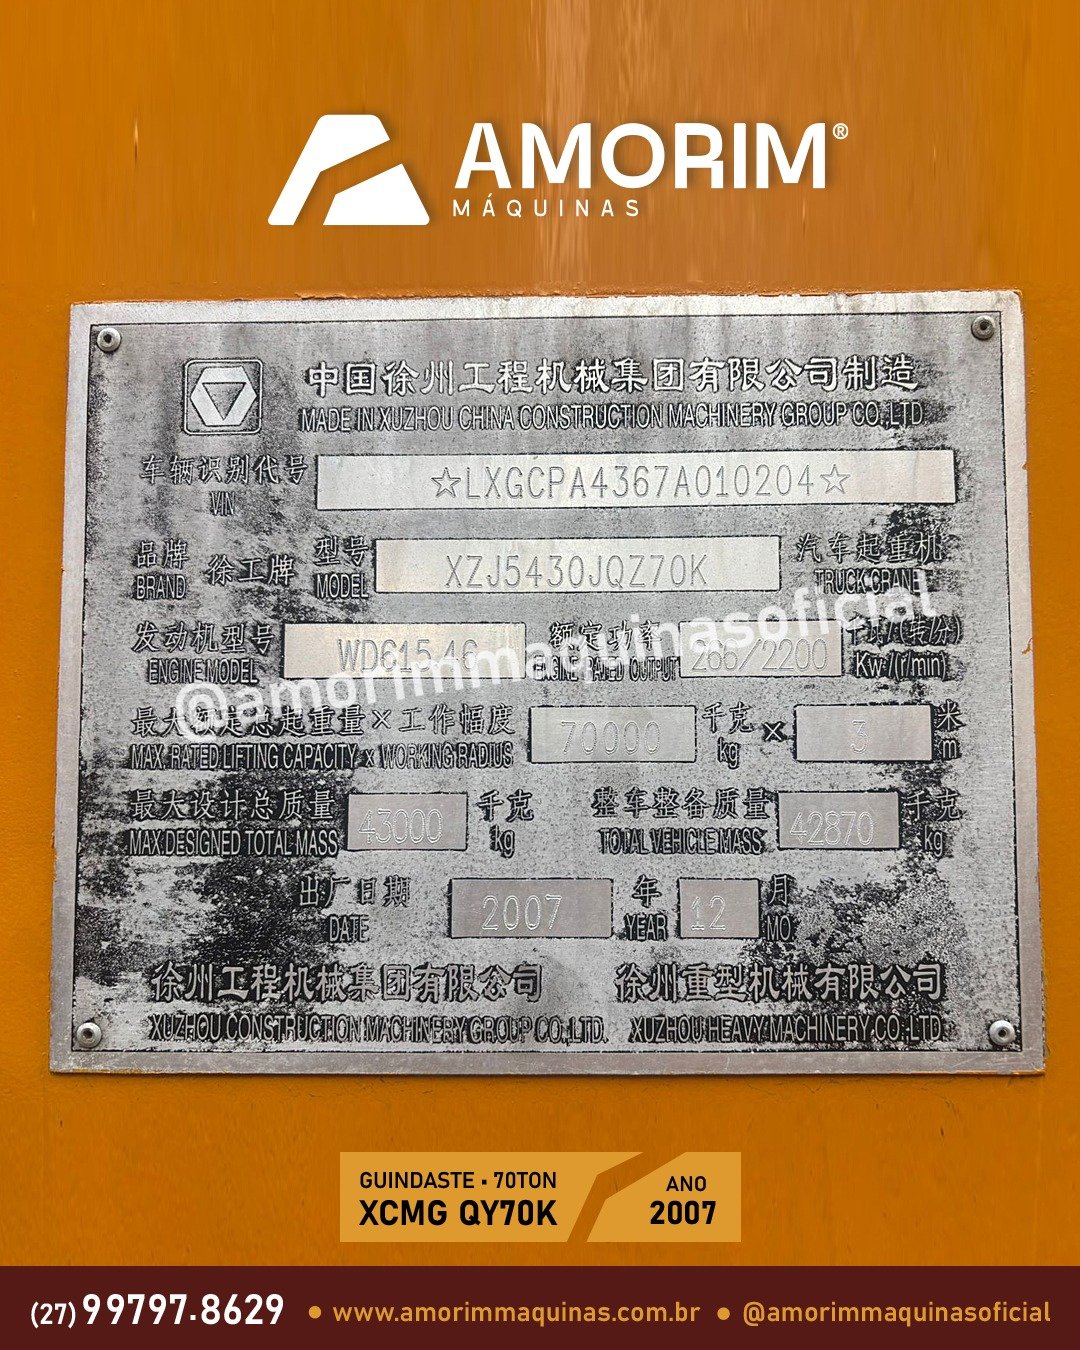 AMORIM®
MÁQUINAS
中国徐州工程机械集团有限公司制造
MADE IN XUZHOU CHINA CONSTRUCTION MACHINERY GROUP CO.,LTD.
车辆识别代号 ☆LXGCPA4367A010204☆
VIN
品牌 徐工牌 型号 XZJ5430JQZ70K 汽车起重机
BRAND MODEL TRUCK CRANE
发动机型号 WD615.46 额定功率 266/2200 千瓦/(转/分)
ENGINE MODEL ENGINE RATED OUTPUT Kw/(r/min)
@amorimmaquinasoficial
最大额定总起重量×工作幅度 70000 千克 × 3 米
MAX. RATED LIFTING CAPACITY x WORKING RADIUS kg m
最大设计总质量 43000 千克 整车整备质量 42870 千克
MAX.DESIGNED TOTAL MASS kg TOTAL VEHICLE MASS kg
出厂日期 2007 年 12 月
DATE YEAR MO
徐州工程机械集团有限公司 徐州重型机械有限公司
XUZHOU CONSTRUCTION MACHINERY GROUP CO.,LTD. XUZHOU HEAVY MACHINERY CO.,LTD.
GUINDASTE ▪ 70TON
XCMG QY70K
ANO
2007
(27) 99797.8629 ● www.amorimmaquinas.com.br ● @amorimmaquinasoficial